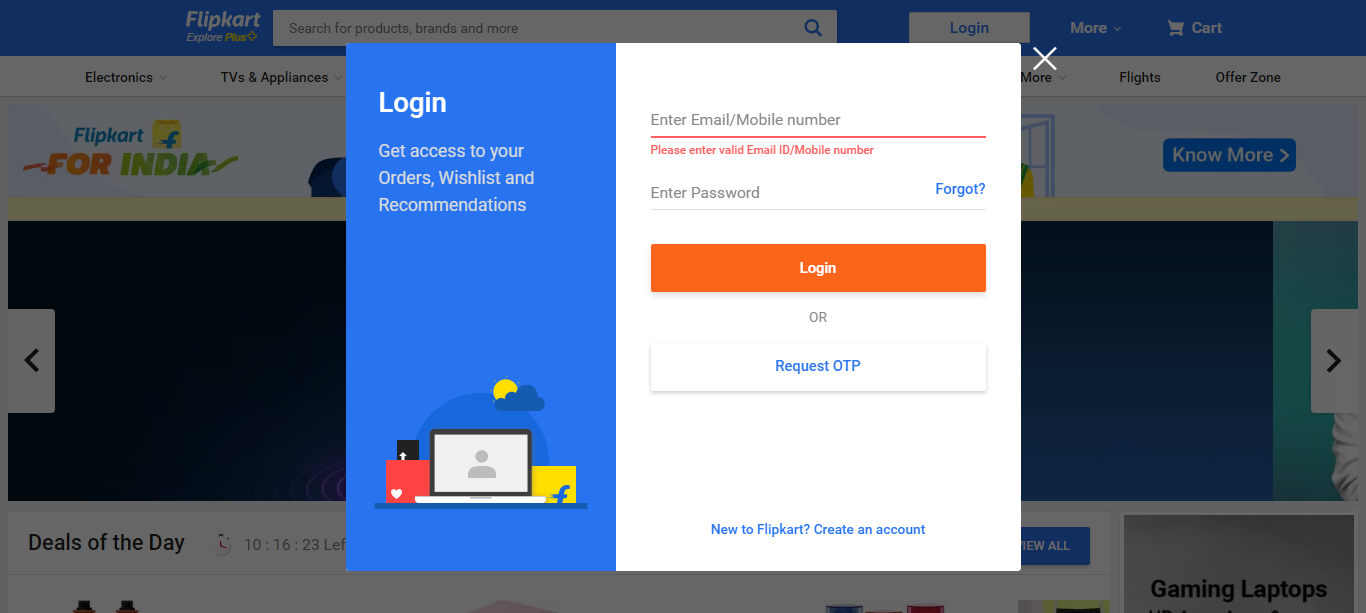 Flipkart
Explore Plus
Search for products, brands and more
Login
More
Cart
Electronics
TVs & Appliances
More
Flights
Offer Zone
Flipkart
FOR INDIA
Know More
Login
Get access to your
Orders, Wishlist and
Recommendations
Enter Email/Mobile number
Please enter valid Email ID/Mobile number
Enter Password
Forgot?
Login
OR
Request OTP
New to Flipkart? Create an account
Deals of the Day
10 : 16 : 23 Lef
VIEW ALL
Gaming Laptops